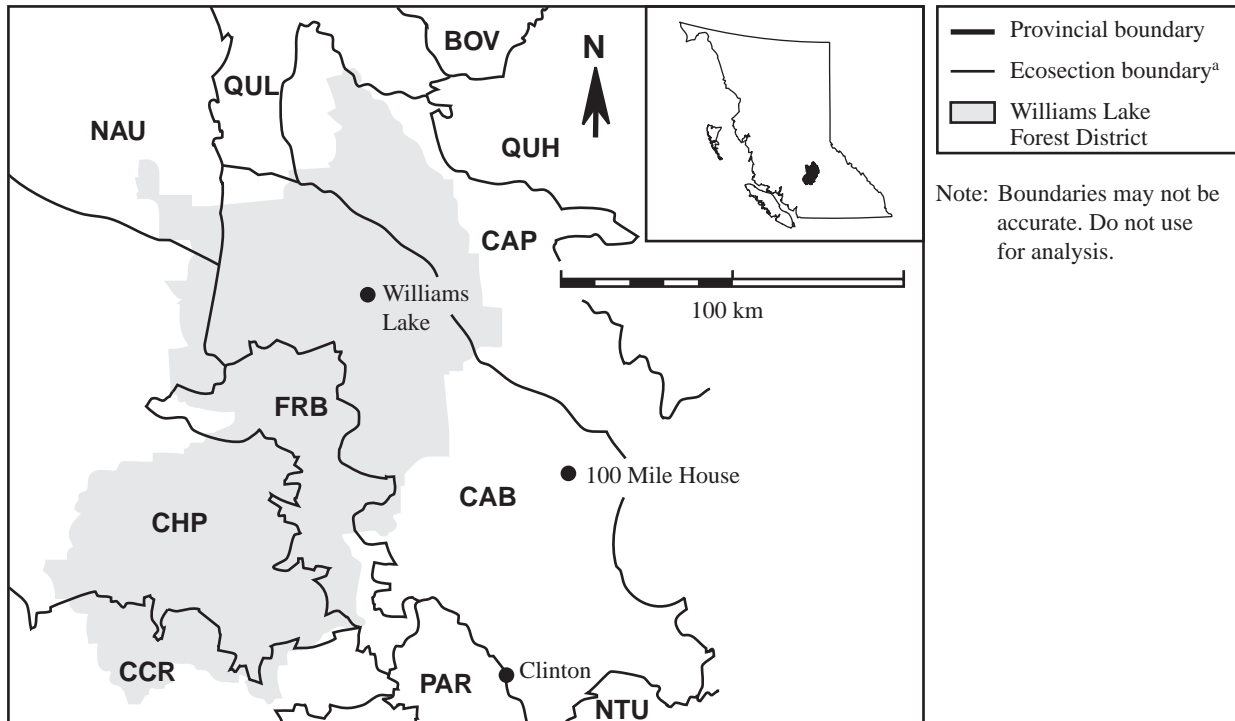 BOV
N
QUL
NAU
QUH
CAP
Williams
Lake
100 km
FRB
100 Mile House
CAB
CHP
CCR
PAR
Clinton
NTU
Provincial boundary
Ecosection boundaryᵃ
Williams Lake
Forest District
Note: Boundaries may not be
accurate. Do not use
for analysis.